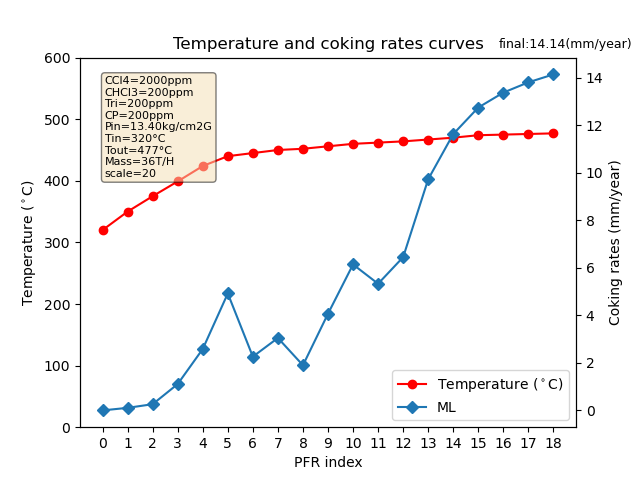 Temperature and coking rates curves final:14.14(mm/year)
CCl4=2000ppm
CHCl3=200ppm
Tri=200ppm
CP=200ppm
Pin=13.40kg/cm2G
Tin=320°C
Tout=477°C
Mass=36T/H
scale=20
600
500
400
300
200
100
0
Temperature (°C)
14
12
10
8
6
4
2
0
Coking rates (mm/year)
Temperature (°C)
ML
0 1 2 3 4 5 6 7 8 9 10 11 12 13 14 15 16 17 18
PFR index